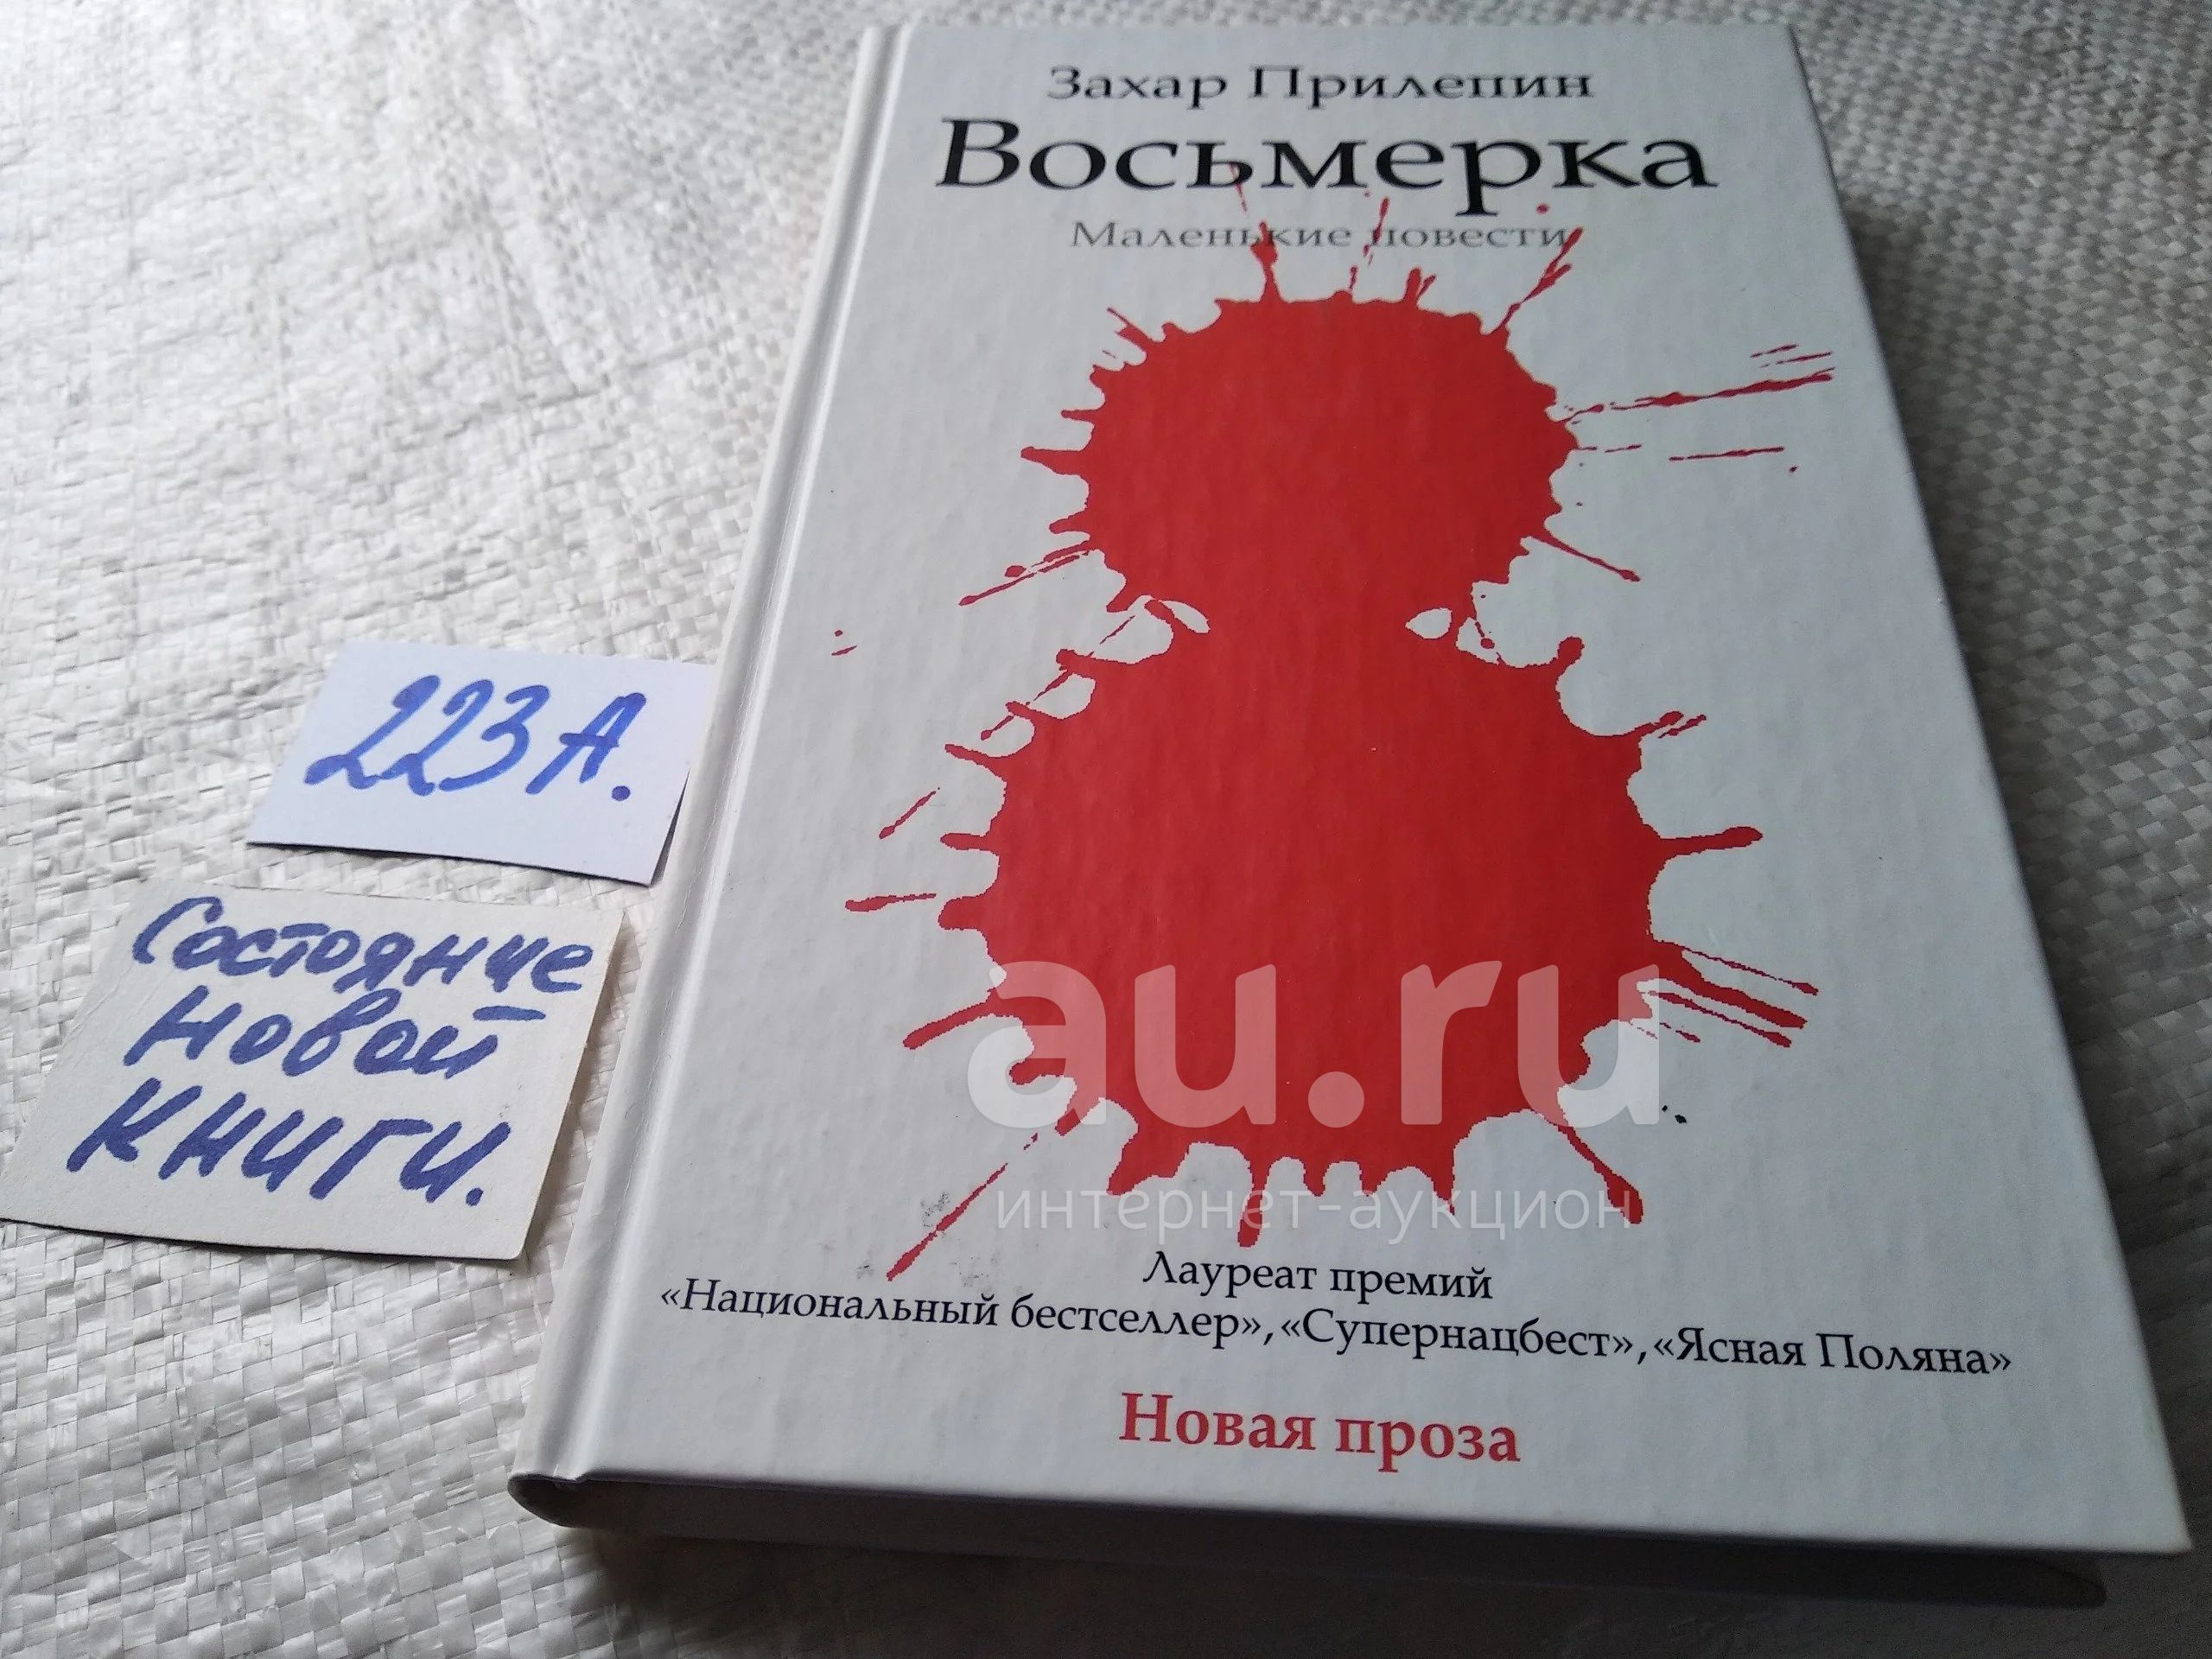 Захар Прилепин
Восьмерка
Маленькие повести
223А.
Состояние
новой
книги.
au.ru
интернет-аукцион
Лауреат премий
«Национальный бестселлер», «Супернацбест», «Ясная Поляна»
Новая проза